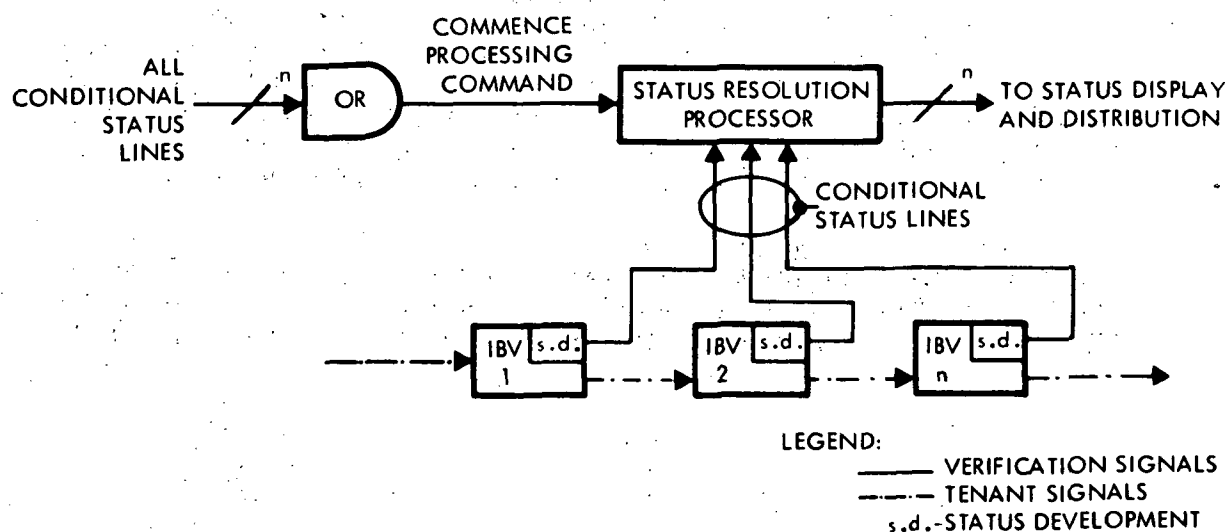 ALL
CONDITIONAL
STATUS
LINES
n
OR
COMMENCE
PROCESSING
COMMAND
STATUS RESOLUTION
PROCESSOR
n
TO STATUS DISPLAY
AND DISTRIBUTION
CONDITIONAL
STATUS LINES
IBV
1
s.d.
IBV
2
s.d.
IBV
n
s.d.
LEGEND:
VERIFICATION SIGNALS
TENANT SIGNALS
s.d.-STATUS DEVELOPMENT